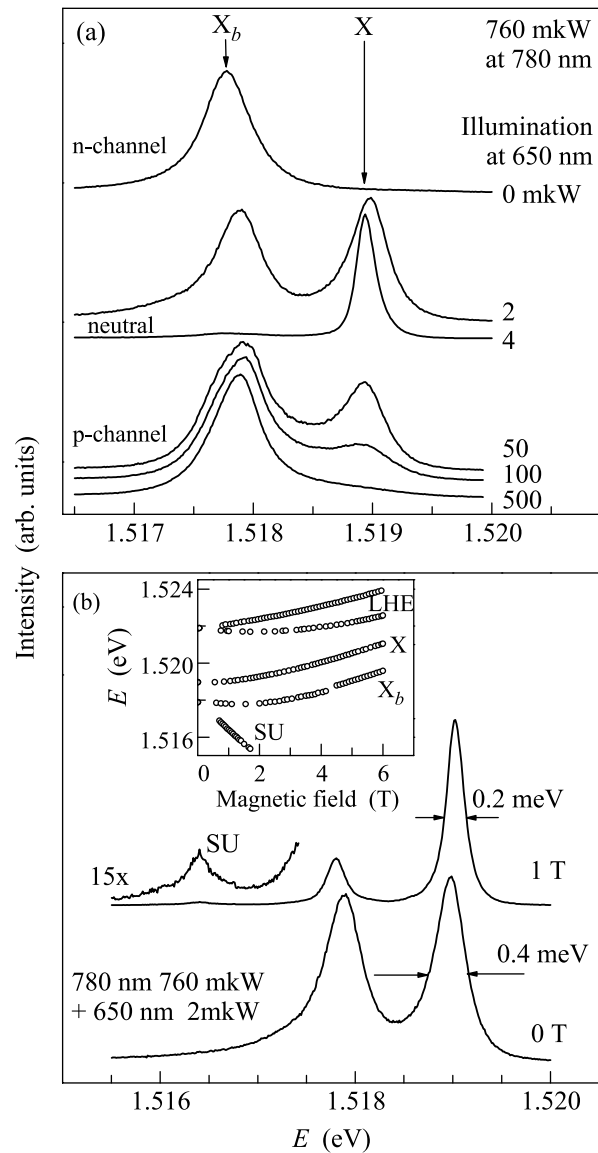 (a)
X_b
X
760 mkW
at 780 nm
Illumination
at 650 nm
n-channel
0 mkW
2
neutral
4
p-channel
50
100
500
1.517 1.518 1.519 1.520
Intensity (arb. units)
(b)
1.524
1.520
1.516
E (eV)
LHE
X
X_b
SU
0 2 4 6
Magnetic field (T)
0.2 meV
SU
15x
1 T
0.4 meV
780 nm 760 mkW
+ 650 nm 2mkW
0 T
1.516 1.518 1.520
E (eV)